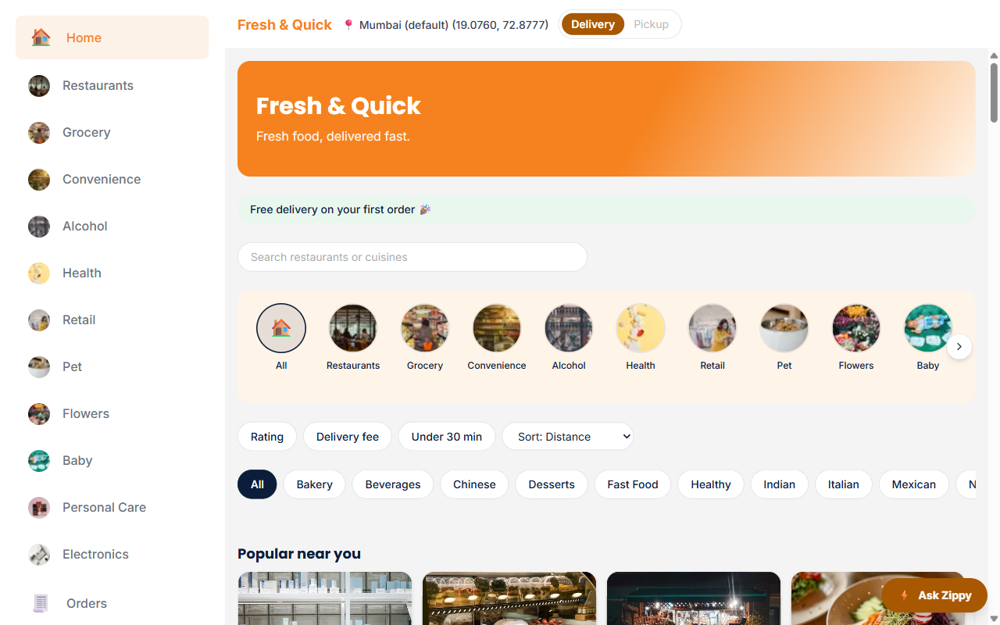 Home
Restaurants
Grocery
Convenience
Alcohol
Health
Retail
Pet
Flowers
Baby
Personal Care
Electronics
Orders
Fresh & Quick
Mumbai (default) (19.0760, 72.8777)
Delivery
Pickup
Fresh & Quick
Fresh food, delivered fast.
Free delivery on your first order
Search restaurants or cuisines
All
Restaurants
Grocery
Convenience
Alcohol
Health
Retail
Pet
Flowers
Baby
Rating
Delivery fee
Under 30 min
Sort: Distance
All
Bakery
Beverages
Chinese
Desserts
Fast Food
Healthy
Indian
Italian
Mexican
Popular near you
Ask Zippy